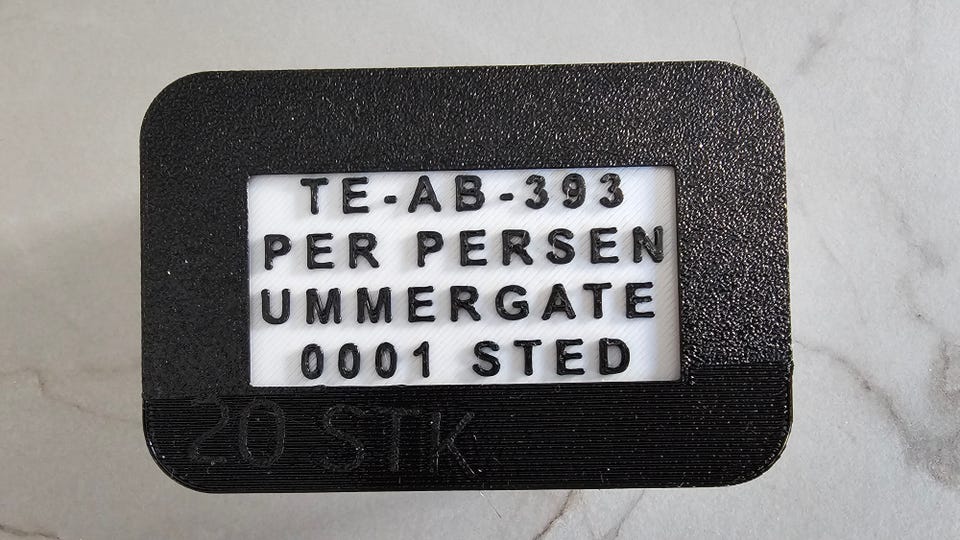 TE-AB-393
PER PERSEN
UMMERGATE
0001 STED
20 STK